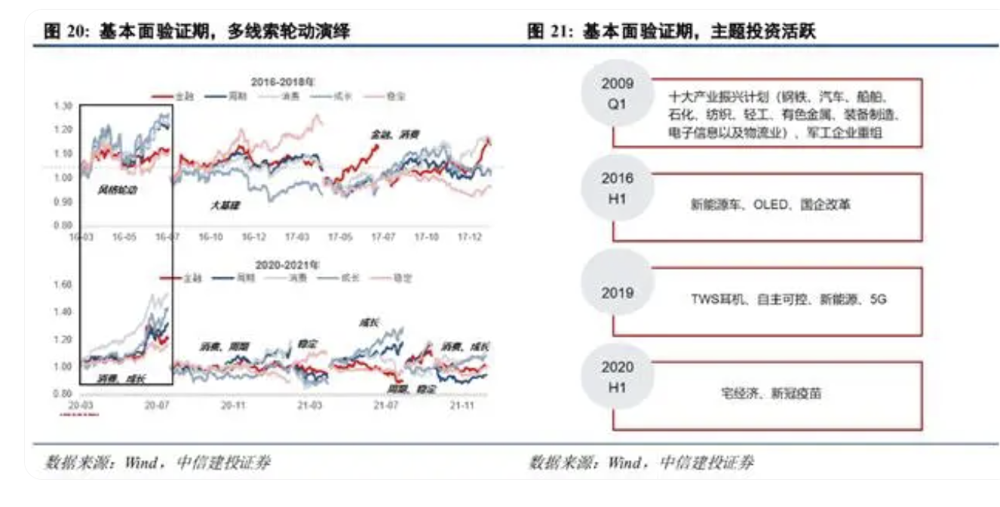 图 20: 基本面验证期，多线索轮动演绎
2016-2018年
金融 周期 消费 成长 稳定
1.30
1.20
1.10
1.00
0.90
0.80
金融、消费
风格轮动
大基建
16-03 16-05 16-07 16-10 16-12 17-03 17-05 17-07 17-10 17-12
2020-2021年
金融 周期 消费 成长 稳定
1.60
1.40
1.20
1.00
0.80
成长
消费、周期
稳定
消费、成长
消费、成长
周期、稳定
20-03 20-07 20-11 21-03 21-07 21-11
数据来源：Wind，中信建投证券
图 21: 基本面验证期，主题投资活跃
2009
Q1
十大产业振兴计划（钢铁、汽车、船舶、
石化、纺织、轻工、有色金属、装备制造、
电子信息以及物流业）、军工企业重组
2016
H1
新能源车、OLED、国企改革
2019
TWS耳机、自主可控、新能源、5G
2020
H1
宅经济、新冠疫苗
数据来源：Wind，中信建投证券